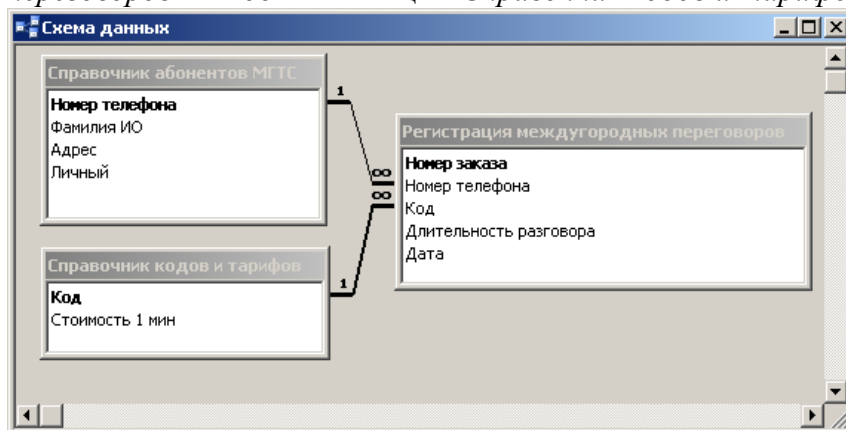 Схема данных
Справочник абонентов МГТС
Номер телефона
Фамилия ИО
Адрес
Личный
1
∞
∞
Регистрация междугородных переговоров
Номер заказа
Номер телефона
Код
Длительность разговора
Дата
Справочник кодов и тарифов
1
Код
Стоимость 1 мин